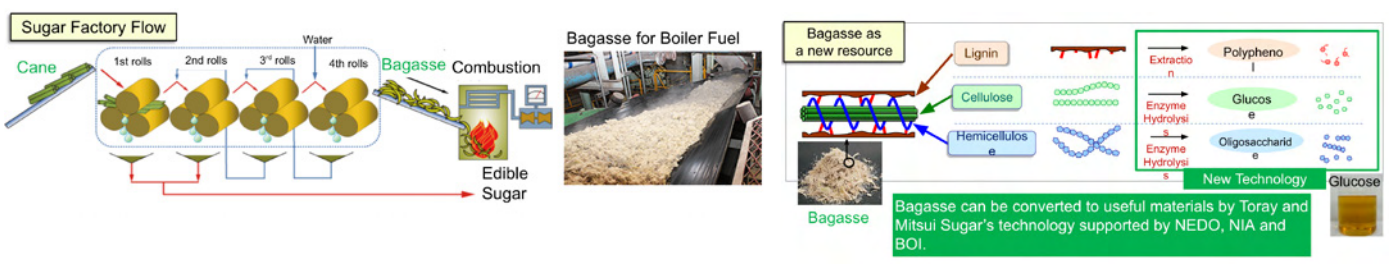 Sugar Factory Flow
Cane
1st rolls
2nd rolls
Water
3rd rolls
4th rolls
Bagasse
Combustion
Edible
Sugar
Bagasse for Boiler Fuel
Bagasse as
a new resource
Lignin
Cellulose
Hemicellulos
e
Bagasse
Extractio
n
Polypheno
l
Enzyme
Hydrolysi
s
Glucos
e
Enzyme
Hydrolysi
s
Oligosaccharid
e
New Technology
Glucose
Bagasse can be converted to useful materials by Toray and
Mitsui Sugar's technology supported by NEDO, NIA and
BOI.